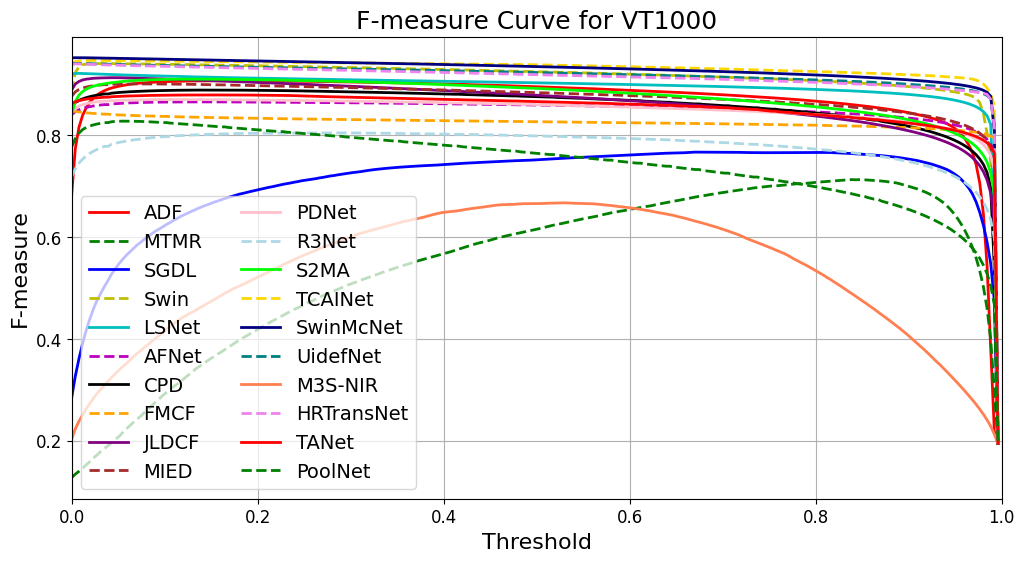 F-measure Curve for VT1000
F-measure
0.8
0.6
0.4
0.2
ADF
MTMR
SGDL
Swin
LSNet
AFNet
CPD
FMCF
JLDCF
MIED
PDNet
R3Net
S2MA
TCAINet
SwinMcNet
UidefNet
M3S-NIR
HRTransNet
TANet
PoolNet
0.0 0.2 0.4 0.6 0.8 1.0
Threshold